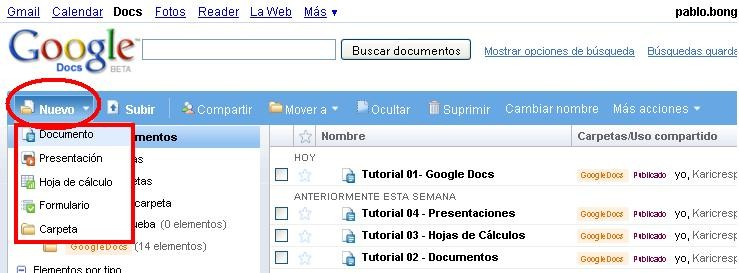 Gmail Calendar Docs Fotos Reader La Web Más ▼ pablo.bong
Google Docs BETA Buscar documentos Mostrar opciones de búsqueda Búsquedas guarda
Nuevo Subir Compartir Mover a Ocultar Suprimir Cambiar nombre Más acciones
Documento
Presentación
Hoja de cálculo
Formulario
Carpeta
ementos
as
rpetas
carpeta
ueba (0 elementos)
GoogleDocs (14 elementos)
Elementos por tipo
Nombre Carpetas/Uso compartido
HOY
Tutorial 01- Google Docs GoogleDocs Publicado yo, Karicresp
ANTERIORMENTE ESTA SEMANA
Tutorial 04 - Presentaciones GoogleDocs Publicado yo, Karicresp
Tutorial 03 - Hojas de Cálculo GoogleDocs Publicado yo, Karicresp
Tutorial 02 - Documentos GoogleDocs Publicado yo, Karicresp